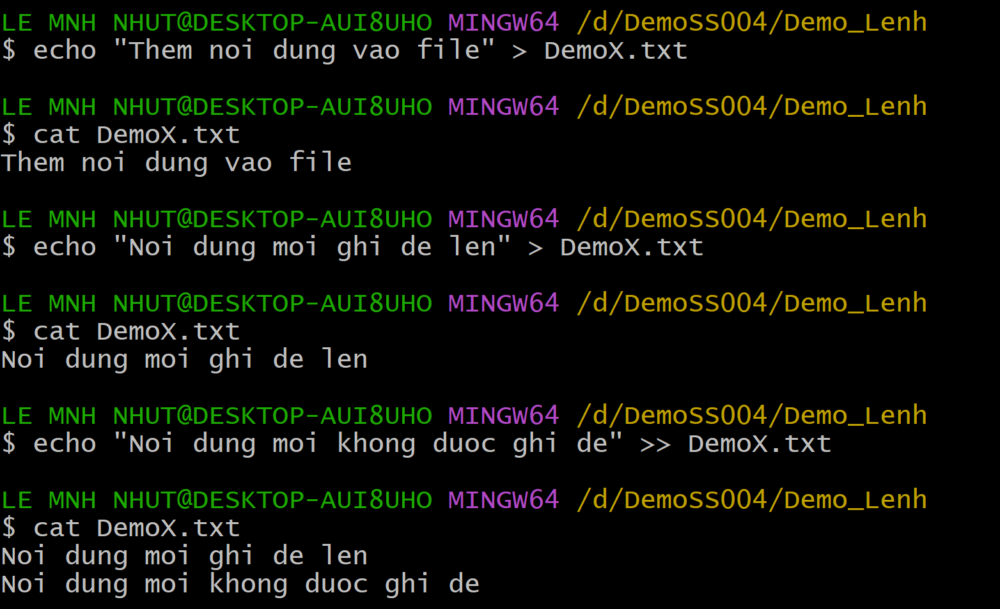 LE MNH NHUT@DESKTOP-AUI8UHO MINGW64 /d/DemoSS004/Demo_Lenh
$ echo "Them noi dung vao file" > DemoX.txt
LE MNH NHUT@DESKTOP-AUI8UHO MINGW64 /d/DemoSS004/Demo_Lenh
$ cat DemoX.txt
Them noi dung vao file
LE MNH NHUT@DESKTOP-AUI8UHO MINGW64 /d/DemoSS004/Demo_Lenh
$ echo "Noi dung moi ghi de len" > DemoX.txt
LE MNH NHUT@DESKTOP-AUI8UHO MINGW64 /d/DemoSS004/Demo_Lenh
$ cat DemoX.txt
Noi dung moi ghi de len
LE MNH NHUT@DESKTOP-AUI8UHO MINGW64 /d/DemoSS004/Demo_Lenh
$ echo "Noi dung moi khong duoc ghi de" >> DemoX.txt
LE MNH NHUT@DESKTOP-AUI8UHO MINGW64 /d/DemoSS004/Demo_Lenh
$ cat DemoX.txt
Noi dung moi ghi de len
Noi dung moi khong duoc ghi de